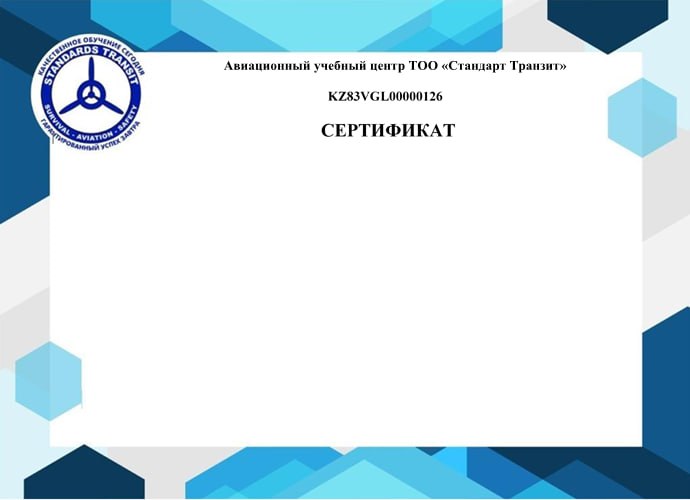 КАЧЕСТВЕННОЕ ОБУЧЕНИЕ СЕГОДНЯ
STANDARDS TRANSIT
SURVIVAL - AVIATION - SAFETY
ГАРАНТИРОВАННЫЙ УСПЕХ ЗАВТРА
Авиационный учебный центр ТОО «Стандарт Транзит»
KZ83VGL00000126
СЕРТИФИКАТ